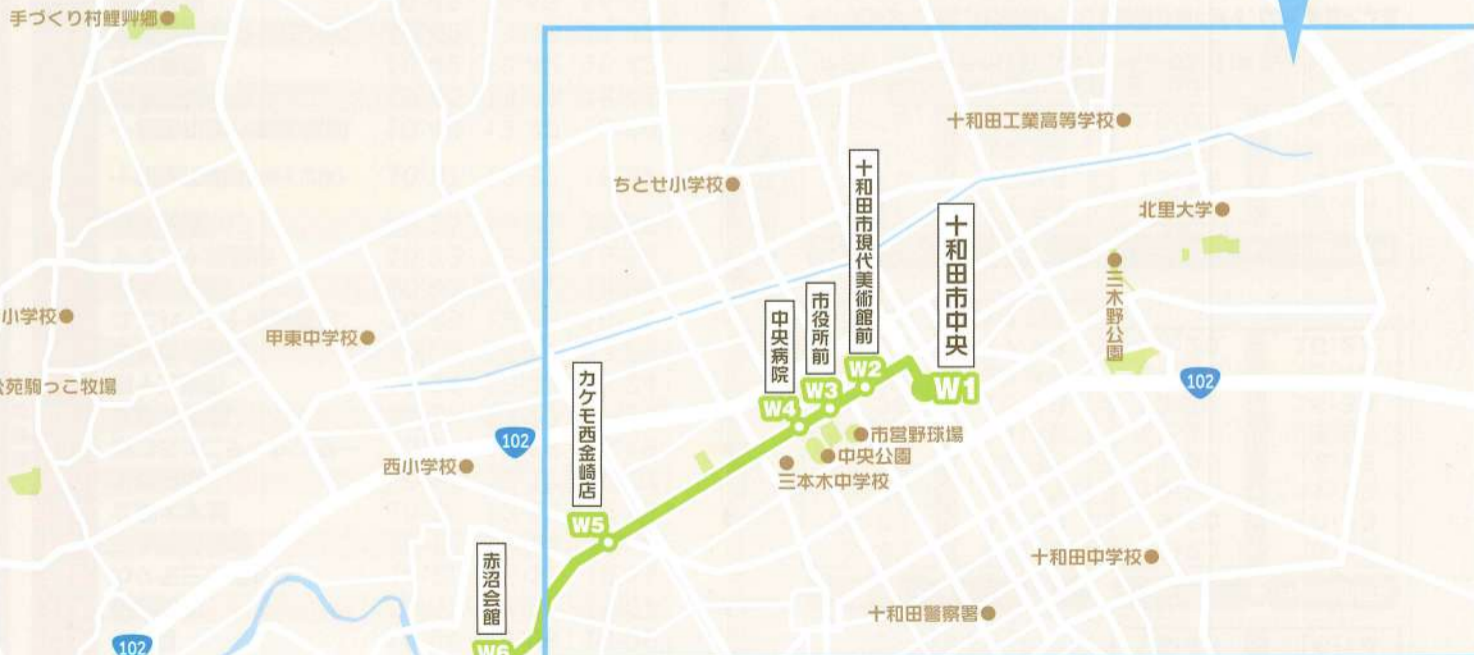 手づくり村鯉艸郷
十和田工業高等学校
ちとせ小学校
北里大学
十和田市現代美術館前
十和田市中央
三木野公園
市役所前
中央病院
小学校
甲東中学校
苑駒っこ牧場
カケモ西金崎店
W2
W1
W3
W4
102
102
市営野球場
中央公園
三本木中学校
西小学校
W5
赤沼会館
十和田中学校
十和田警察署
W6
102